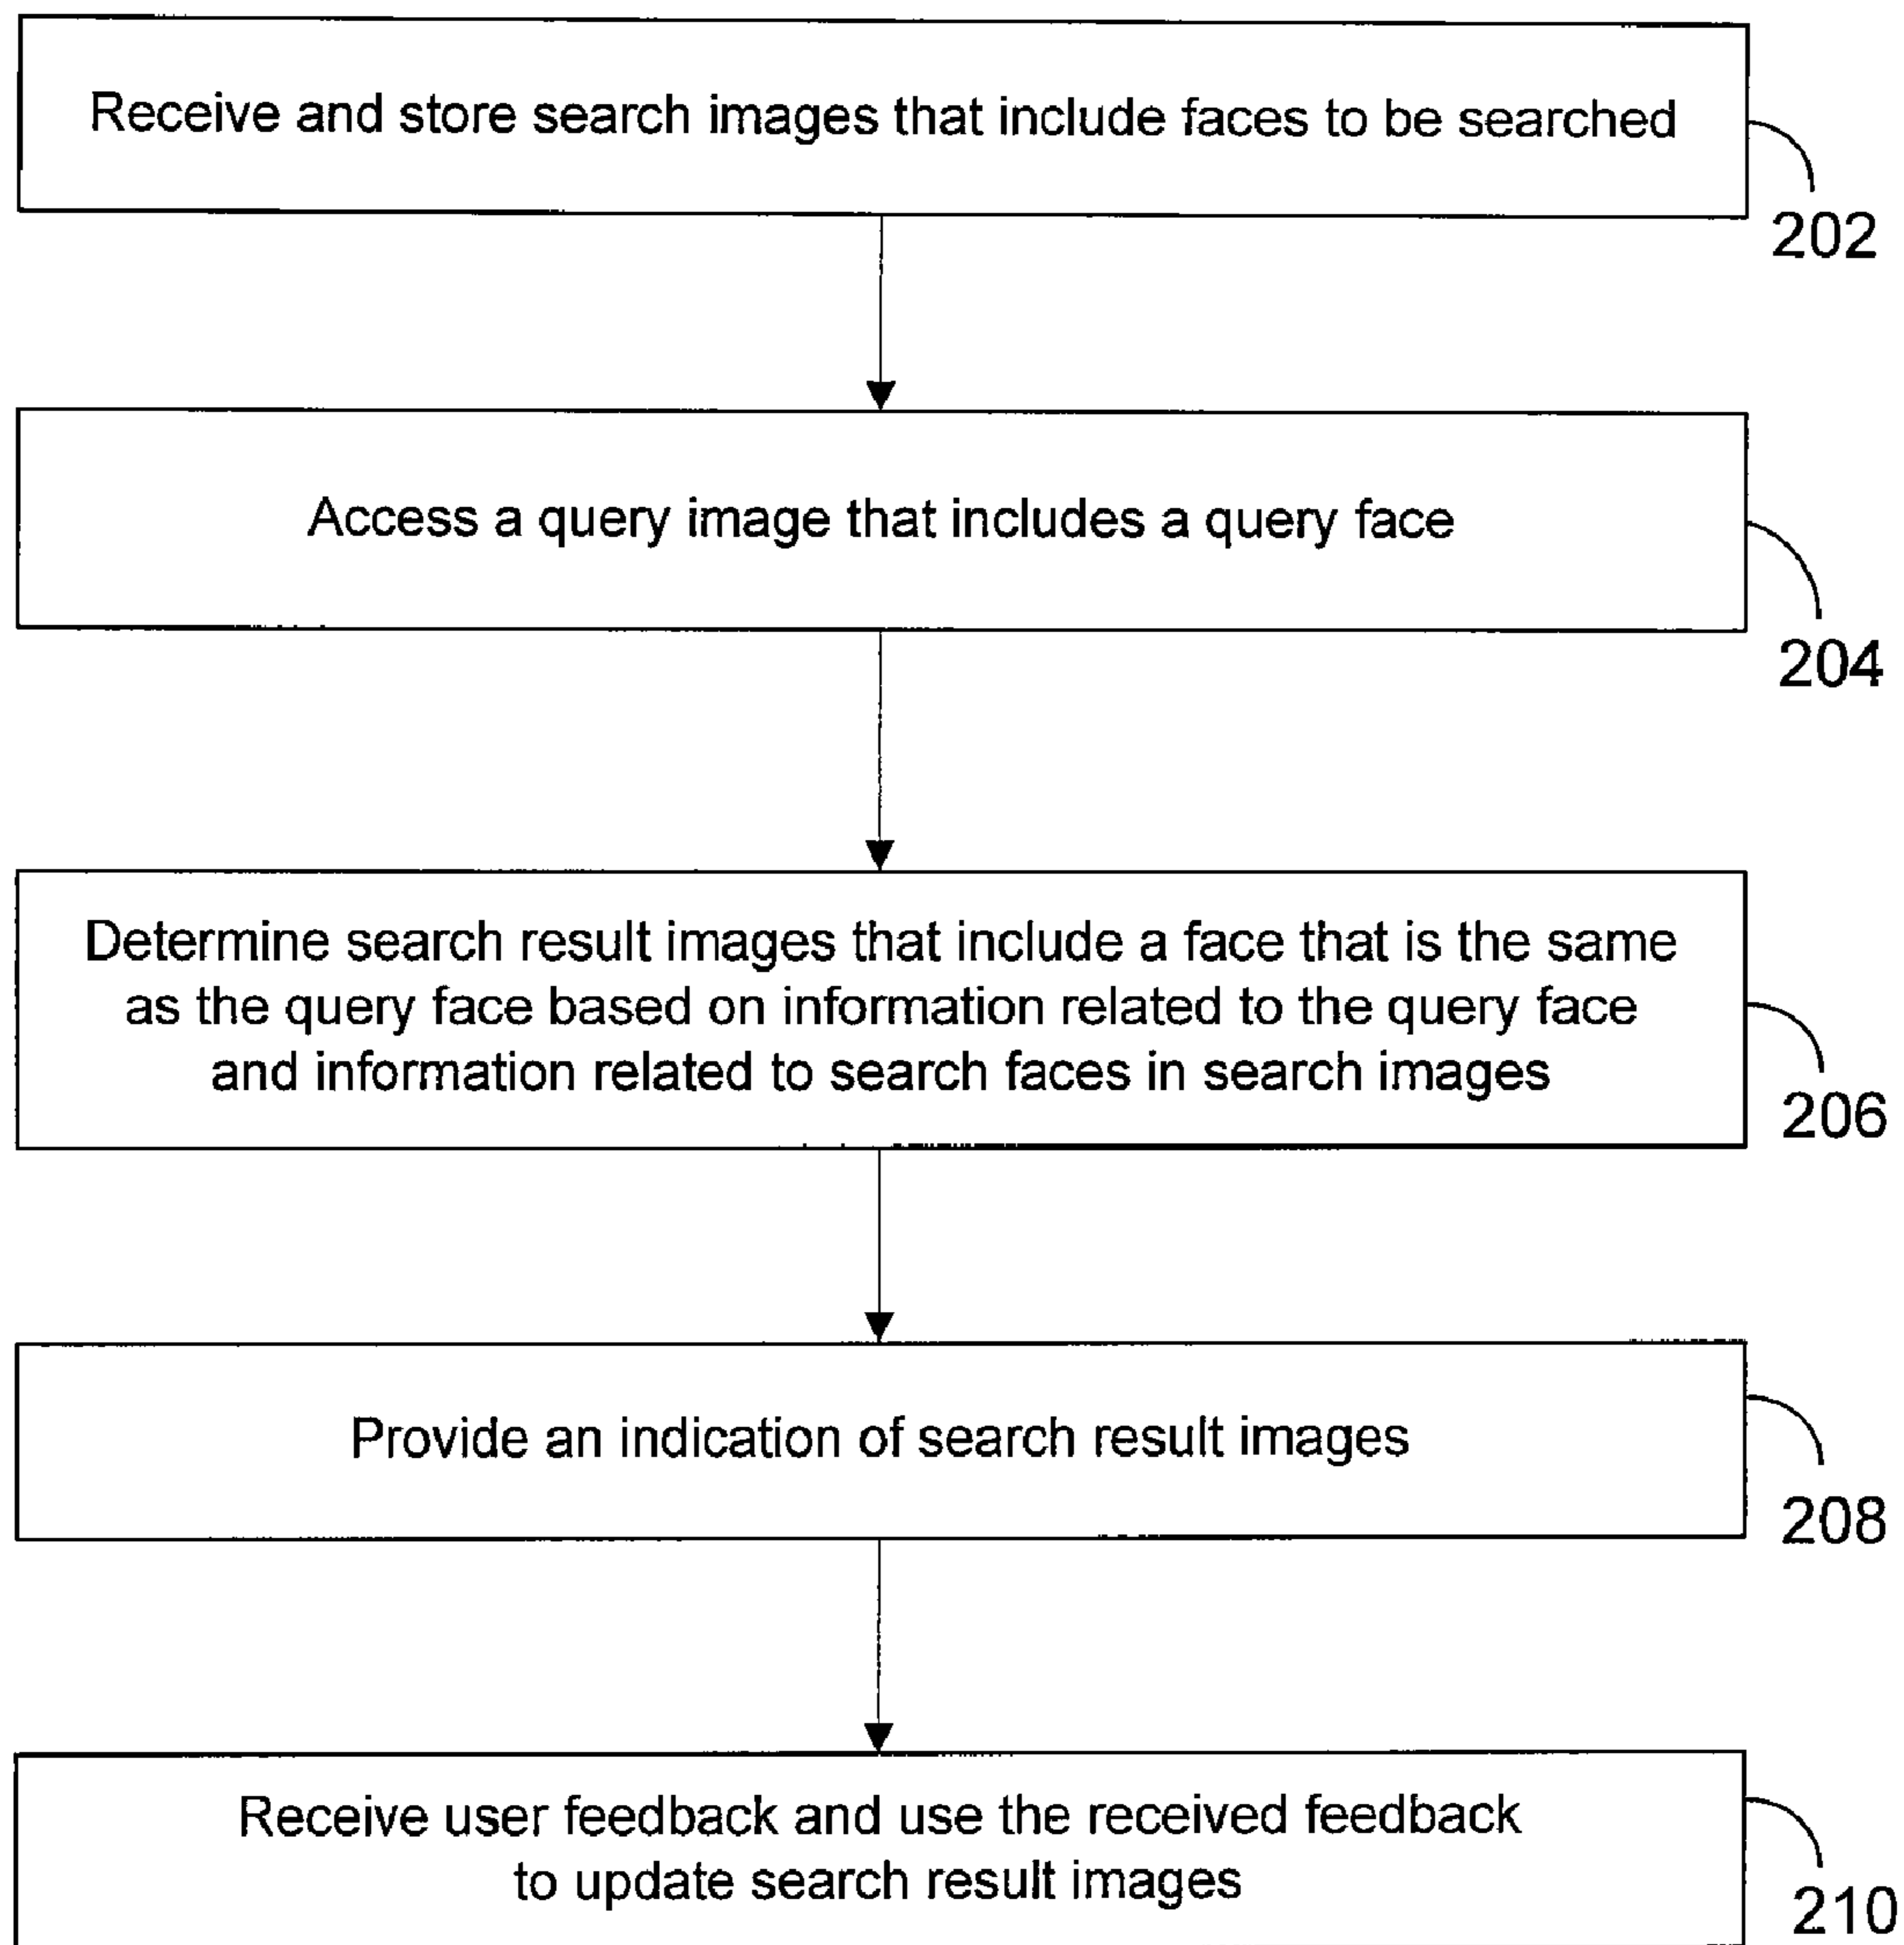 Receive and store search images that include faces to be searched
202
Access a query image that includes a query face
204
Determine search result images that include a face that is the same
as the query face based on information related to the query face
and information related to search faces in search images
206
Provide an indication of search result images
208
Receive user feedback and use the received feedback
to update search result images
210